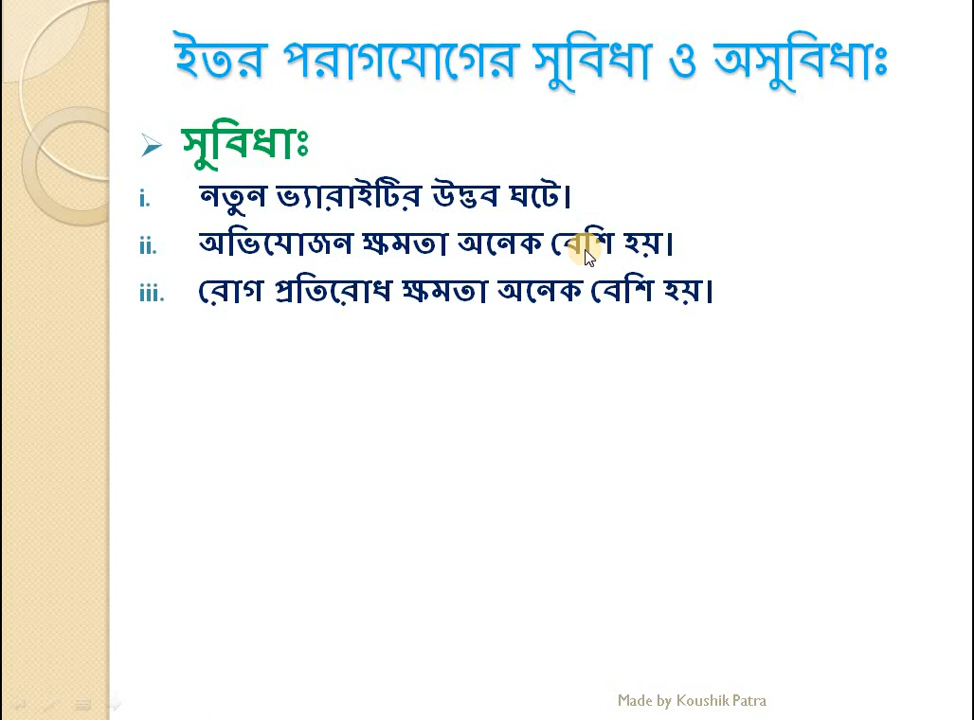 ইতর পরাগযোগের সুবিধা ও অসুবিধাঃ
➢ সুবিধাঃ
i. নতুন ভ্যারাইটির উদ্ভব ঘটে।
ii. অভিযোজন ক্ষমতা অনেক বেশি হয়।
iii. রোগ প্রতিরোধ ক্ষমতা অনেক বেশি হয়।
Made by Koushik Patra